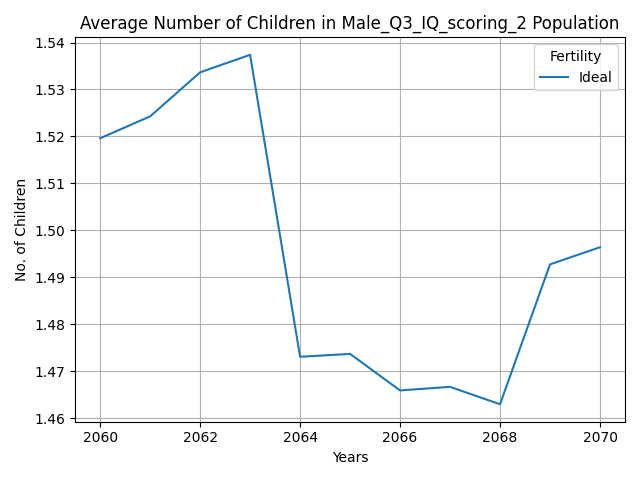 Average Number of Children in Male_Q3_IQ_scoring_2 Population
Fertility
Ideal
No. of Children
1.54
1.53
1.52
1.51
1.50
1.49
1.48
1.47
1.46
2060 2062 2064 2066 2068 2070
Years